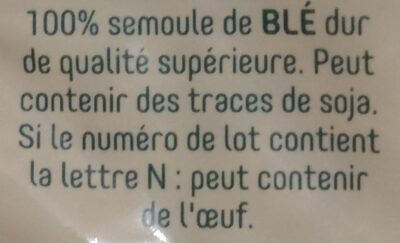 100% semoule de BLÉ dur
de qualité supérieure. Peut
contenir des traces de soja.
Si le numéro de lot contient
la lettre N : peut contenir
de l'œuf.